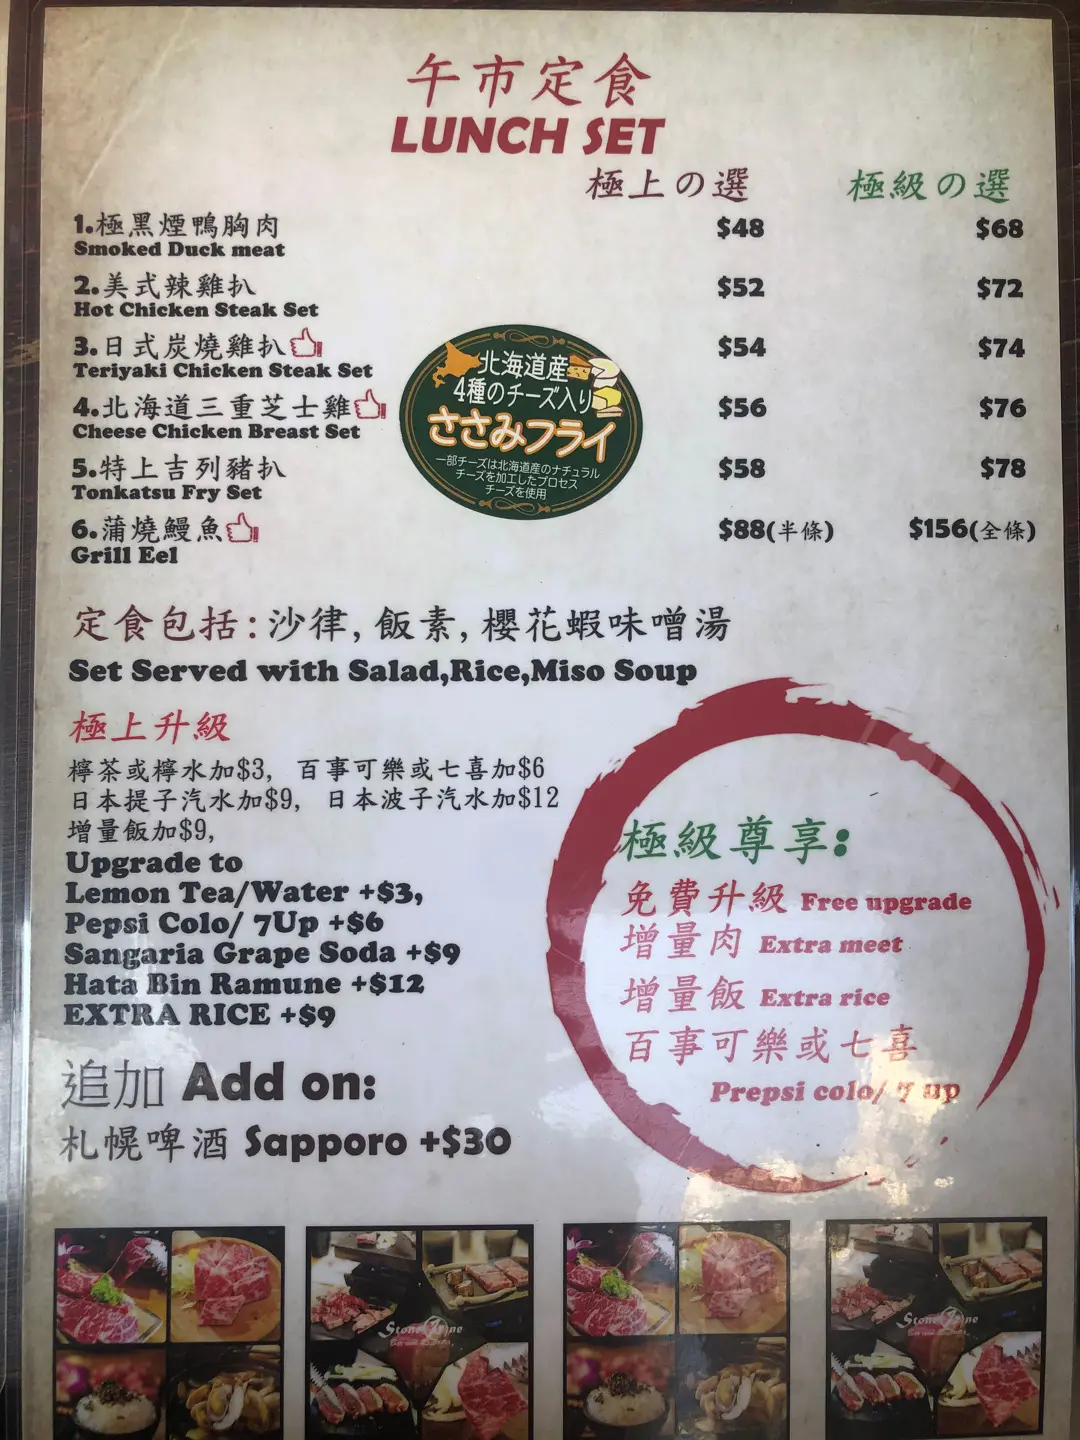 午市定食
LUNCH SET
極上の選 極級の選
1.極黑煙鴨胸肉 $48 $68
Smoked Duck meat
2.美式辣雞扒 $52 $72
Hot Chicken Steak Set
3.日式炭燒雞扒 $54 $74
Teriyaki Chicken Steak Set
4.北海道三重芝士雞 $56 $76
Cheese Chicken Breast Set
5.特上吉列豬扒 $58 $78
Tonkatsu Fry Set
6.蒲燒鰻魚 $88(半條) $156(全條)
Grill Eel
北海道産
4種のチーズ入り
ささみフライ
一部チーズは北海道産のナチュラル
チーズを加工したプロセス
チーズを使用
定食包括:沙律,飯素,櫻花蝦味噌湯
Set Served with Salad,Rice,Miso Soup
極上升級
檸茶或檸水加$3, 百事可樂或七喜加$6
日本提子汽水加$9, 日本波子汽水加$12
增量飯加$9,
Upgrade to
Lemon Tea/Water +$3,
Pepsi Colo/ 7Up +$6
Sangaria Grape Soda +$9
Hata Bin Ramune +$12
EXTRA RICE +$9
極級尊享:
免費升級 Free upgrade
增量肉 Extra meet
增量飯 Extra rice
百事可樂或七喜
Prepsi colo/ 7 up
追加 Add on:
札幌啤酒 Sapporo +$30